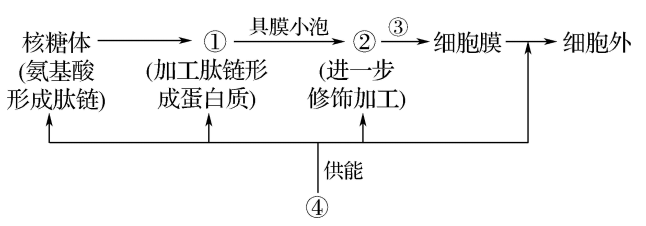 具膜小泡
核糖体 ① ② ③ 细胞膜 细胞外
(氨基酸 (加工肽链形 (进一步
形成肽链) 成蛋白质) 修饰加工)
供能
④